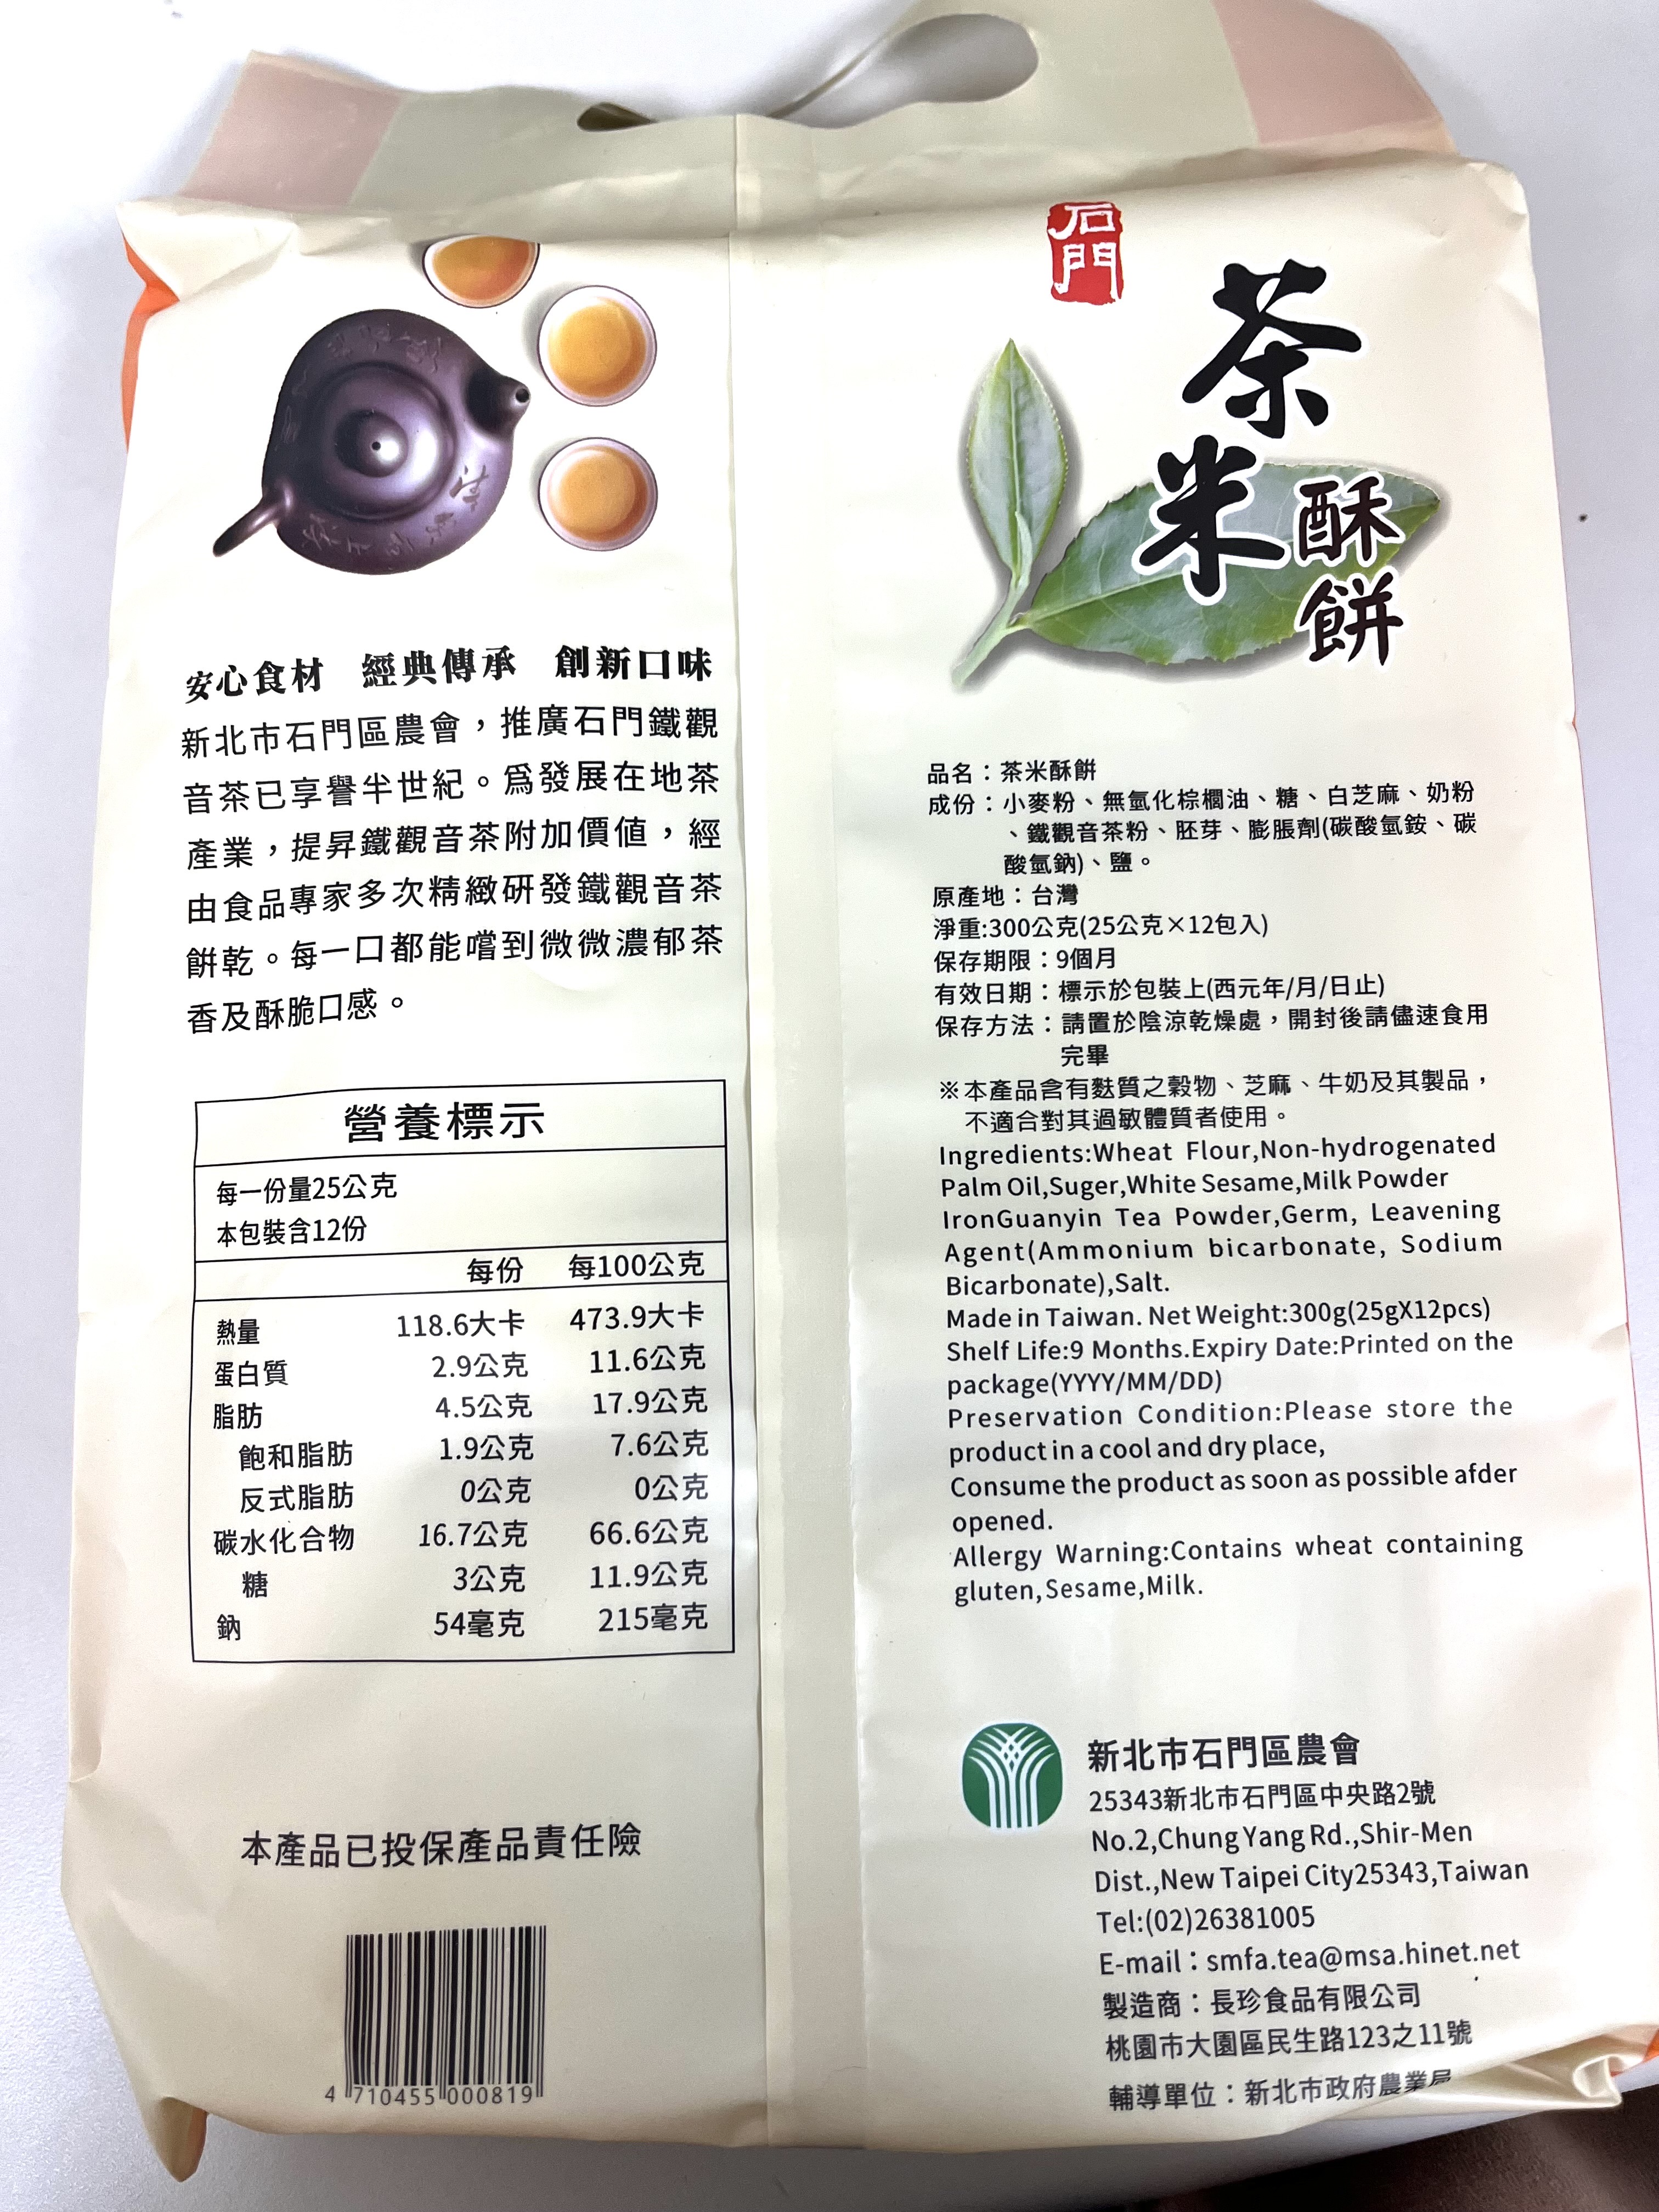 石門
茶米
酥餅
安心食材 經典傳承 創新口味
新北市石門區農會，推廣石門鐵觀
音茶已享譽半世紀。爲發展在地茶
產業，提昇鐵觀音茶附加價值，經
由食品專家多次精緻研發鐵觀音茶
餅乾。每一口都能嚐到微微濃郁茶
香及酥脆口感。
營養標示
每一份量25公克
本包裝含12份
每份 每100公克
熱量 118.6大卡 473.9大卡
蛋白質 2.9公克 11.6公克
脂肪 4.5公克 17.9公克
飽和脂肪 1.9公克 7.6公克
反式脂肪 0公克 0公克
碳水化合物 16.7公克 66.6公克
糖 3公克 11.9公克
鈉 54毫克 215毫克
本產品已投保產品責任險
4 710455 000819
品名：茶米酥餅
成份：小麥粉、無氫化棕櫚油、糖、白芝麻、奶粉
、鐵觀音茶粉、胚芽、膨脹劑(碳酸氫銨、碳
酸氫鈉)、鹽。
原產地：台灣
淨重:300公克(25公克×12包入)
保存期限：9個月
有效日期：標示於包裝上(西元年/月/日止)
保存方法：請置於陰涼乾燥處，開封後請儘速食用
完畢
※本產品含有麩質之穀物、芝麻、牛奶及其製品，
不適合對其過敏體質者使用。
Ingredients:Wheat Flour,Non-hydrogenated
Palm Oil,Suger,White Sesame,Milk Powder
IronGuanyin Tea Powder,Germ, Leavening
Agent(Ammonium bicarbonate, Sodium
Bicarbonate),Salt.
Made in Taiwan. Net Weight:300g(25gX12pcs)
Shelf Life:9 Months.Expiry Date:Printed on the
package(YYYY/MM/DD)
Preservation Condition:Please store the
product in a cool and dry place,
Consume the product as soon as possible afder
opened.
Allergy Warning:Contains wheat containing
gluten,Sesame,Milk.
新北市石門區農會
25343新北市石門區中央路2號
No.2,Chung Yang Rd.,Shir-Men
Dist.,New Taipei City25343,Taiwan
Tel:(02)26381005
E-mail：smfa.tea@msa.hinet.net
製造商：長珍食品有限公司
桃園市大園區民生路123之11號
輔導單位：新北市政府農業局